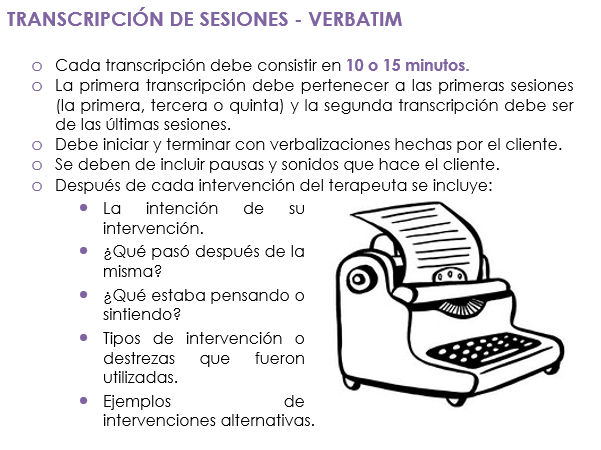 TRANSCRIPCIÓN DE SESIONES - VERBATIM
o Cada transcripción debe consistir en 10 o 15 minutos.
o La primera transcripción debe pertenecer a las primeras sesiones
(la primera, tercera o quinta) y la segunda transcripción debe ser
de las últimas sesiones.
o Debe iniciar y terminar con verbalizaciones hechas por el cliente.
o Se deben de incluir pausas y sonidos que hace el cliente.
o Después de cada intervención del terapeuta se incluye:
• La intención de su
intervención.
• ¿Qué pasó después de la
misma?
• ¿Qué estaba pensando o
sintiendo?
• Tipos de intervención o
destrezas que fueron
utilizadas.
• Ejemplos de
intervenciones alternativas.